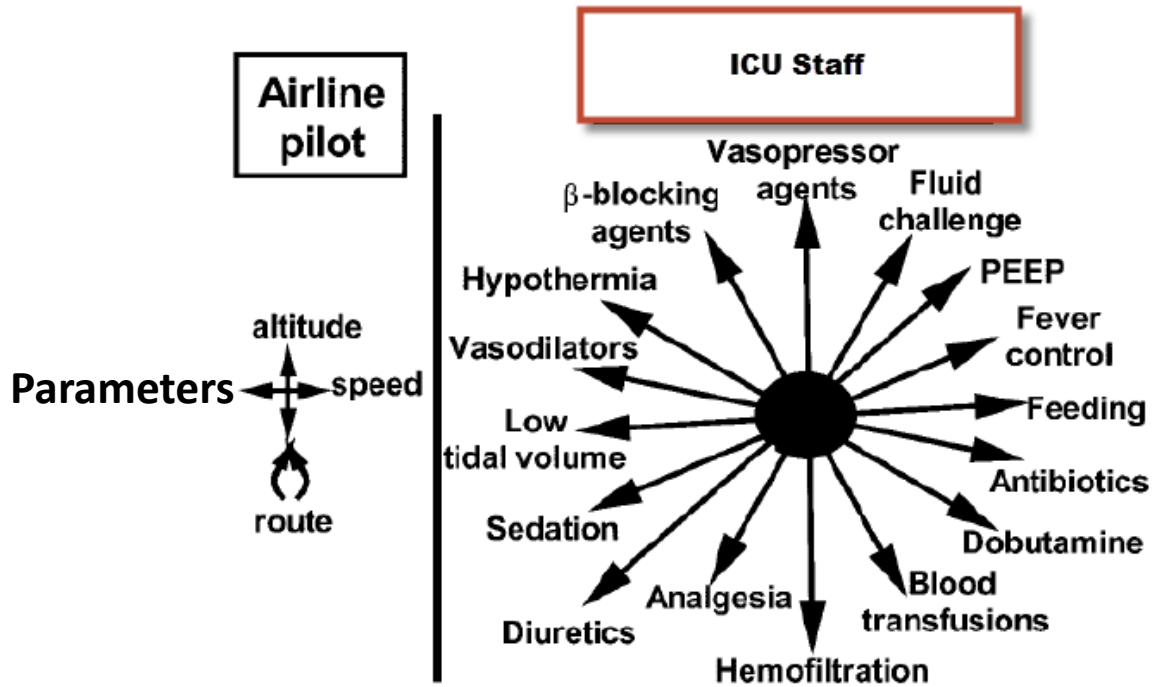 Airline
pilot
altitude
Parameters
speed
route
ICU Staff
Vasopressor
agents
β-blocking
agents
Fluid
challenge
Hypothermia
PEEP
Vasodilators
Fever
control
Low
tidal volume
Feeding
Sedation
Antibiotics
Diuretics
Dobutamine
Analgesia
Blood
transfusions
Hemofiltration